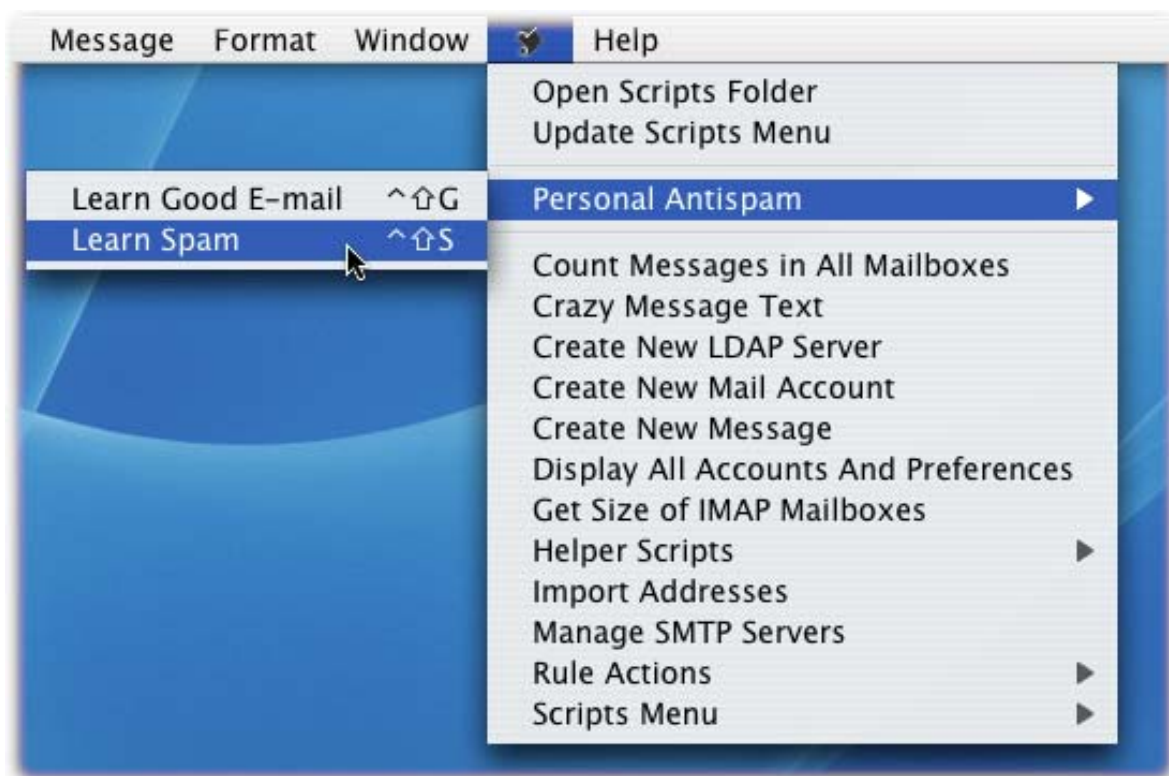 Message Format Window Help
Open Scripts Folder
Update Scripts Menu
Personal Antispam
Learn Good E-mail ^⇧G
Learn Spam ^⇧S
Count Messages in All Mailboxes
Crazy Message Text
Create New LDAP Server
Create New Mail Account
Create New Message
Display All Accounts And Preferences
Get Size of IMAP Mailboxes
Helper Scripts
Import Addresses
Manage SMTP Servers
Rule Actions
Scripts Menu